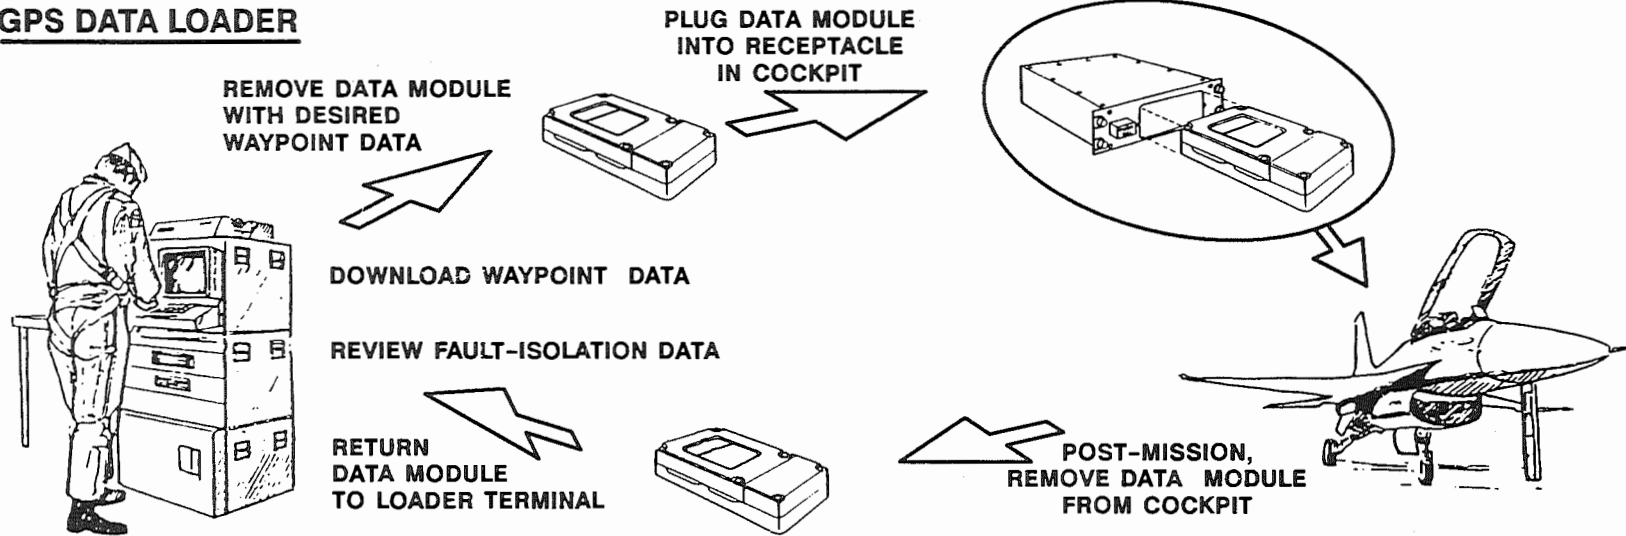 GPS DATA LOADER
REMOVE DATA MODULE
WITH DESIRED
WAYPOINT DATA
PLUG DATA MODULE
INTO RECEPTACLE
IN COCKPIT
DOWNLOAD WAYPOINT DATA
REVIEW FAULT-ISOLATION DATA
RETURN
DATA MODULE
TO LOADER TERMINAL
POST-MISSION,
REMOVE DATA MODULE
FROM COCKPIT